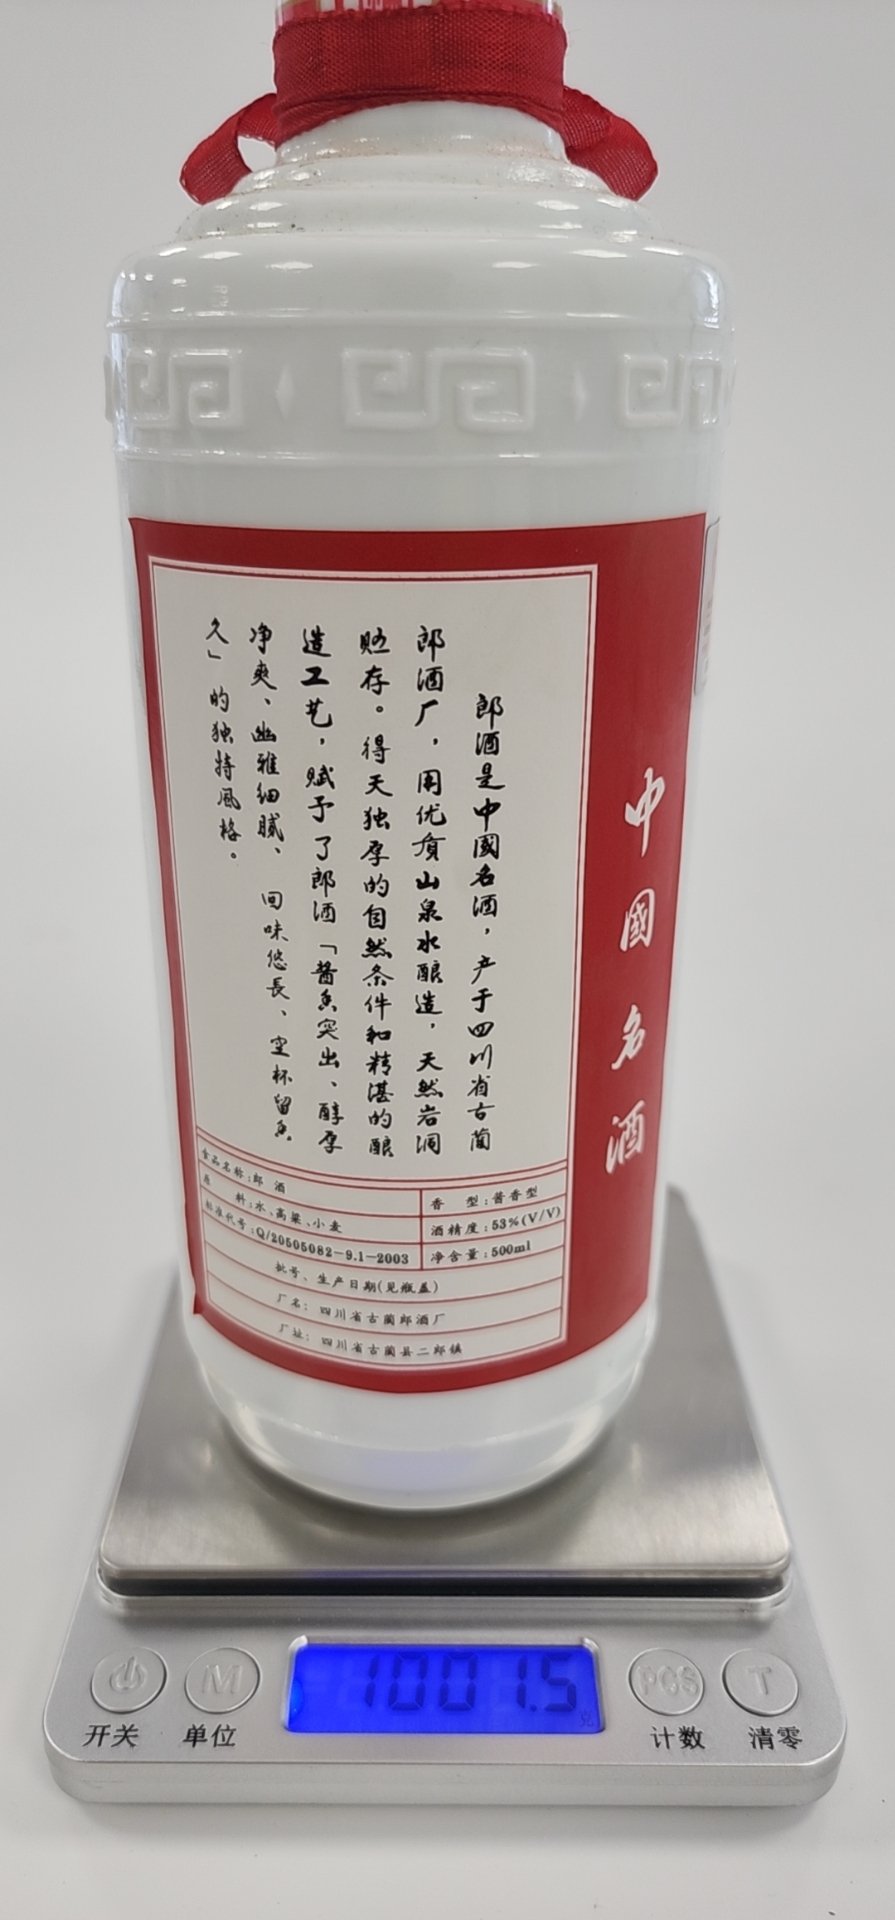 郎酒是中國名酒，产于四川省古蔺
郎酒厂，用优质山泉水酿造，天然岩洞
贮存。得天独厚的自然条件和精湛的酿
造工艺，赋予了郎酒「酱香突出、醇厚
净爽、幽雅细腻、回味悠長、空杯留香
久」的独特風格。
中國名酒
食品名称:郎 酒
香 型:酱香型
原 料:水、高粱、小麦
酒精度:53%(V/V)
标准代号:Q/20505082-9.1-2003
净含量:500ml
批号、生产日期(见瓶盖)
厂名: 四川省古蔺郎酒厂
厂址: 四川省古蔺县二郎镇
1001.5
M
PCS
T
开关
单位
计数
清零